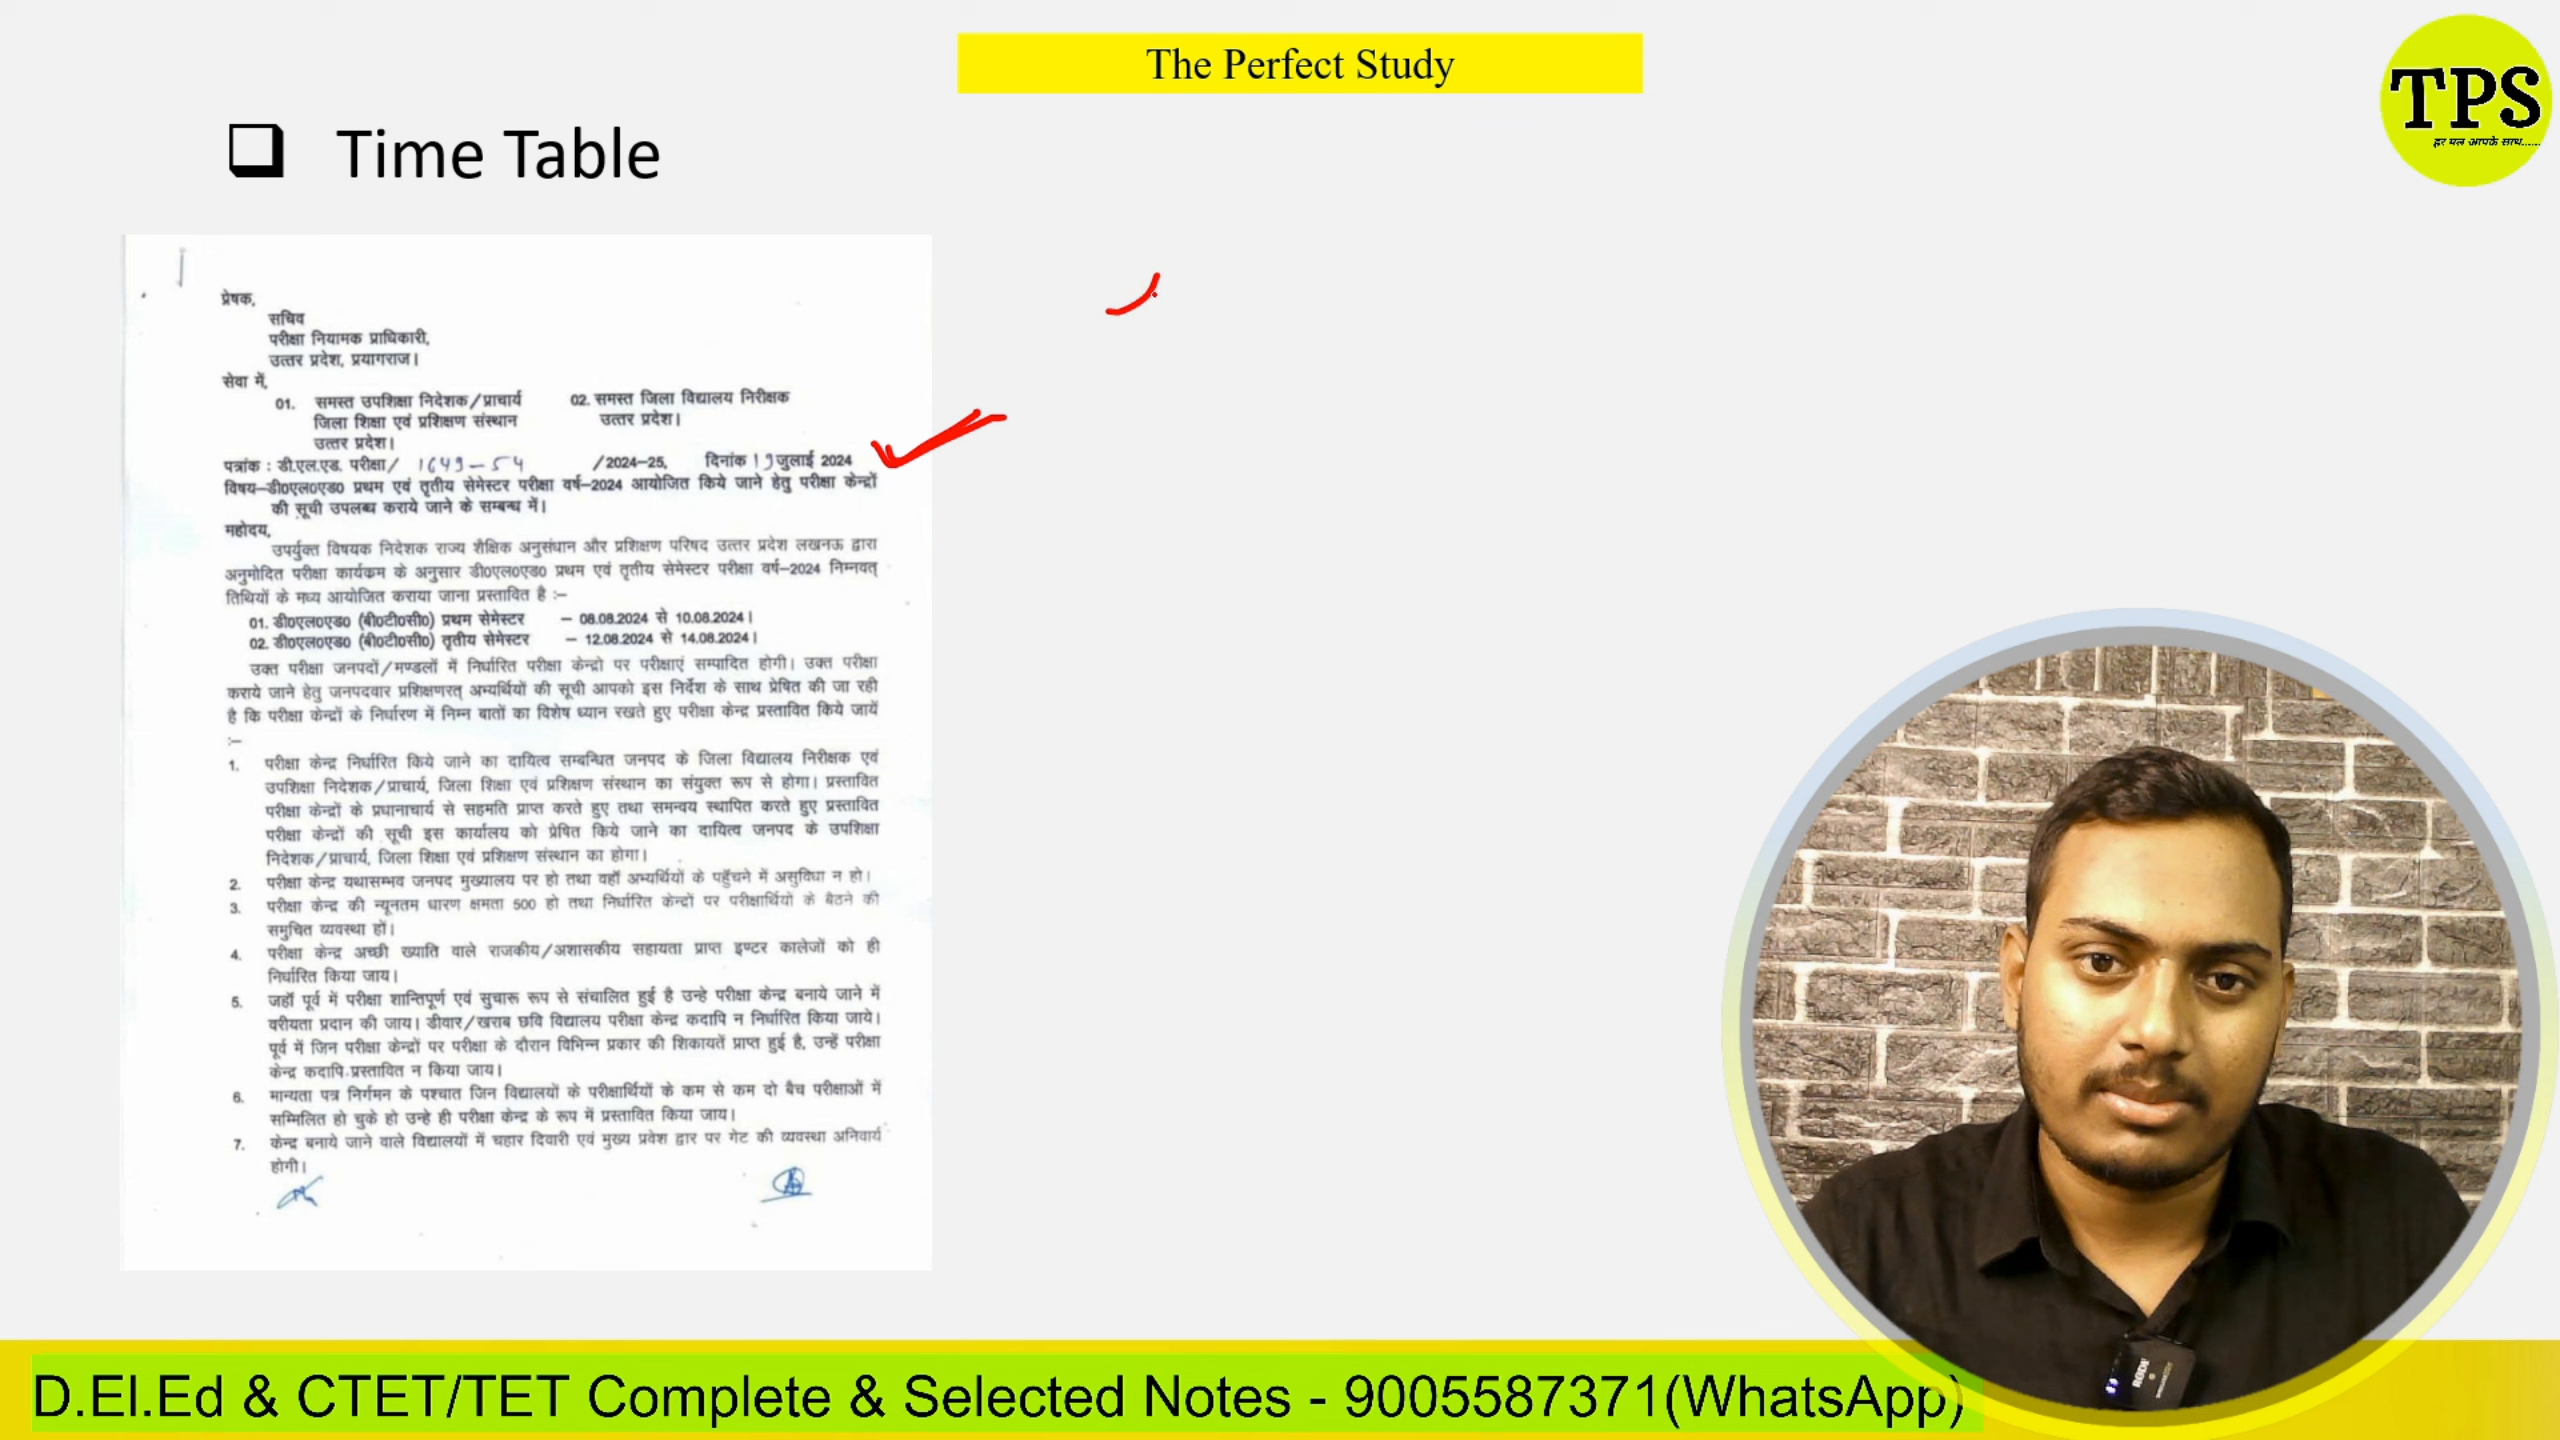 The Perfect Study
TPS
हर पल आपके साथ......
Time Table
प्रेषक,
सचिव
परीक्षा नियामक प्राधिकारी,
उत्तर प्रदेश, प्रयागराज।
सेवा में,
01. समस्त उपशिक्षा निदेशक/प्राचार्य 02. समस्त जिला विद्यालय निरीक्षक
जिला शिक्षा एवं प्रशिक्षण संस्थान उत्तर प्रदेश।
उत्तर प्रदेश।
पत्रांक : डी.एल.एड. परीक्षा/ 1649-54 /2024-25, दिनांक 19 जुलाई 2024
विषय-डी०एल०एड० प्रथम एवं तृतीय सेमेस्टर परीक्षा वर्ष-2024 आयोजित किये जाने हेतु परीक्षा केन्द्रों
की सूची उपलब्ध कराये जाने के सम्बन्ध में।
महोदय,
उपर्युक्त विषयक निदेशक राज्य शैक्षिक अनुसंधान और प्रशिक्षण परिषद उत्तर प्रदेश लखनऊ द्वारा
अनुमोदित परीक्षा कार्यक्रम के अनुसार डी०एल०एड० प्रथम एवं तृतीय सेमेस्टर परीक्षा वर्ष-2024 निम्नवत्
तिथियों के मध्य आयोजित कराया जाना प्रस्तावित है :-
01. डी०एल०एड० (बी०टी०सी०) प्रथम सेमेस्टर - 08.08.2024 से 10.08.2024।
02. डी०एल०एड० (बी०टी०सी०) तृतीय सेमेस्टर - 12.08.2024 से 14.08.2024।
उक्त परीक्षा जनपदों/मण्डलों में निर्धारित परीक्षा केन्द्रो पर परीक्षाएं सम्पादित होगी। उक्त परीक्षा
कराये जाने हेतु जनपदवार प्रशिक्षणरत् अभ्यर्थियों की सूची आपको इस निर्देश के साथ प्रेषित की जा रही
है कि परीक्षा केन्द्रों के निर्धारण में निम्न बातों का विशेष ध्यान रखते हुए परीक्षा केन्द्र प्रस्तावित किये जायें
:-
1. परीक्षा केन्द्र निर्धारित किये जाने का दायित्व सम्बन्धित जनपद के जिला विद्यालय निरीक्षक एवं
उपशिक्षा निदेशक/प्राचार्य, जिला शिक्षा एवं प्रशिक्षण संस्थान का संयुक्त रूप से होगा। प्रस्तावित
परीक्षा केन्द्रों के प्रधानाचार्य से सहमति प्राप्त करते हुए तथा समन्वय स्थापित करते हुए प्रस्तावित
परीक्षा केन्द्रों की सूची इस कार्यालय को प्रेषित किये जाने का दायित्व जनपद के उपशिक्षा
निदेशक/प्राचार्य, जिला शिक्षा एवं प्रशिक्षण संस्थान का होगा।
2. परीक्षा केन्द्र यथासम्भव जनपद मुख्यालय पर हो तथा वहाँ अभ्यर्थियों के पहुँचने में असुविधा न हो।
3. परीक्षा केन्द्र की न्यूनतम धारण क्षमता 500 हो तथा निर्धारित केन्द्रों पर परीक्षार्थियों के बैठने की
समुचित व्यवस्था हों।
4. परीक्षा केन्द्र अच्छी ख्याति वाले राजकीय/अशासकीय सहायता प्राप्त इण्टर कालेजों को ही
निर्धारित किया जाय।
5. जहाँ पूर्व में परीक्षा शान्तिपूर्ण एवं सुचारू रूप से संचालित हुई है उन्हे परीक्षा केन्द्र बनाये जाने में
वरीयता प्रदान की जाय। डीवार/खराब छवि विद्यालय परीक्षा केन्द्र कदापि न निर्धारित किया जाये।
पूर्व में जिन परीक्षा केन्द्रों पर परीक्षा के दौरान विभिन्न प्रकार की शिकायतें प्राप्त हुई है, उन्हें परीक्षा
केन्द्र कदापि प्रस्तावित न किया जाय।
6. मान्यता पत्र निर्गमन के पश्चात जिन विद्यालयों के परीक्षार्थियों के कम से कम दो बैच परीक्षाओं में
सम्मिलित हो चुके हो उन्हे ही परीक्षा केन्द्र के रूप में प्रस्तावित किया जाय।
7. केन्द्र बनाये जाने वाले विद्यालयों में चहार दिवारी एवं मुख्य प्रवेश द्वार पर गेट की व्यवस्था अनिवार्य
होगी।
RODE
D.El.Ed & CTET/TET Complete & Selected Notes - 9005587371(WhatsApp)